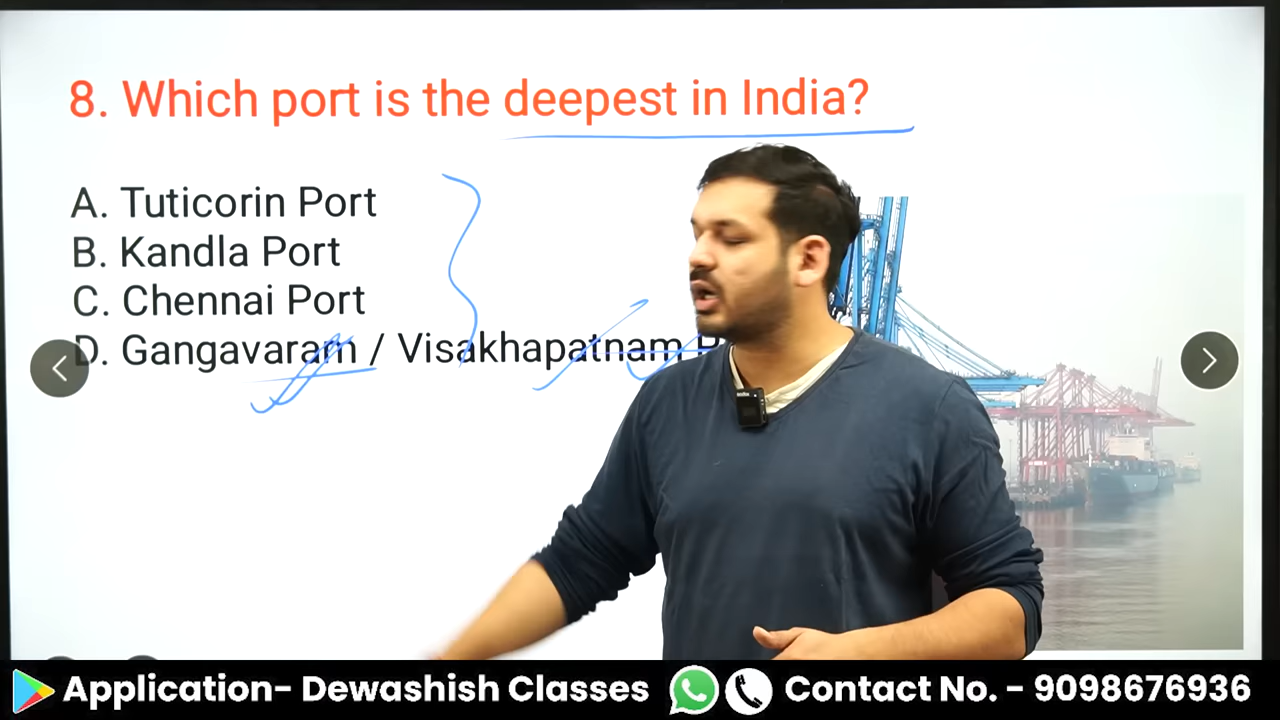 8. Which port is the deepest in India?
A. Tuticorin Port
B. Kandla Port
C. Chennai Port
D. Gangavaram / Visakhapatnam
Application- Dewashish Classes
Contact No. - 9098676936